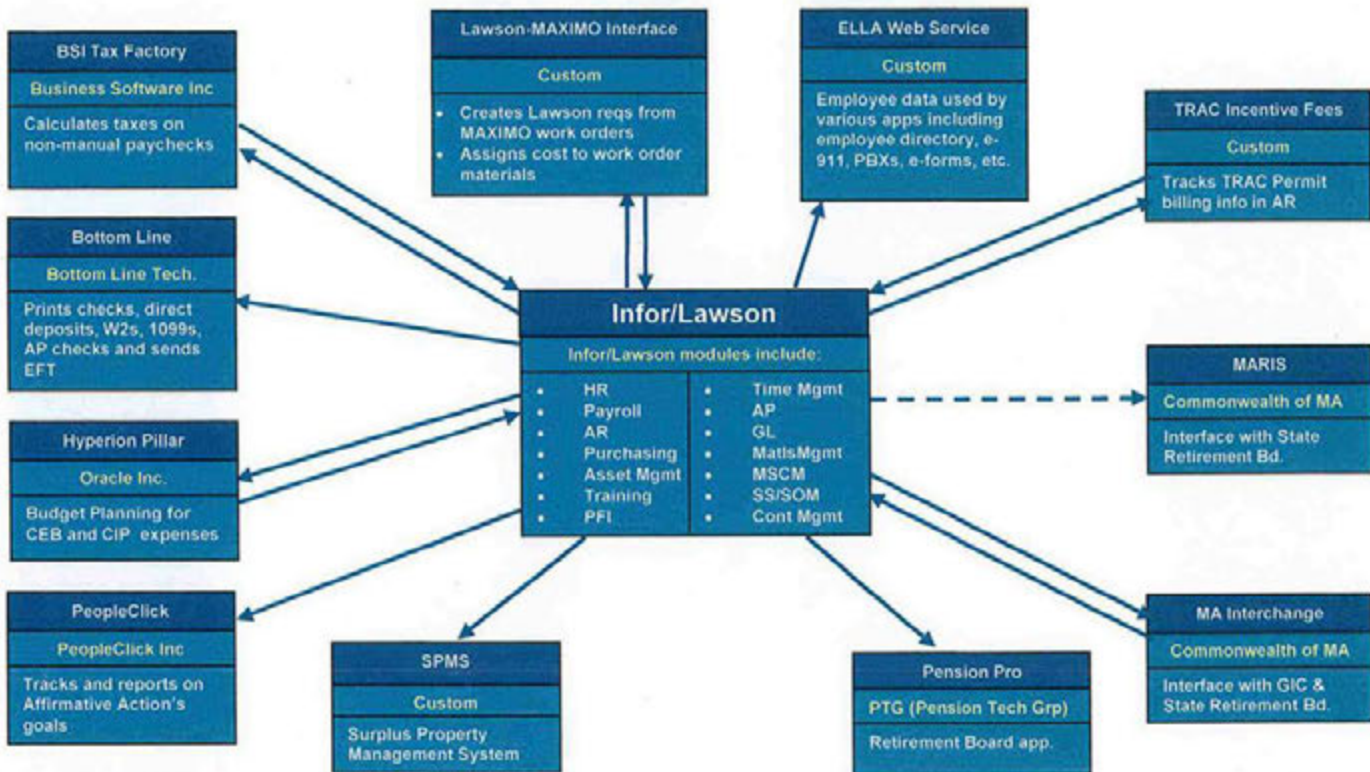 BSI Tax Factory
Business Software Inc
Calculates taxes on
non-manual paychecks
Lawson-MAXIMO Interface
Custom
• Creates Lawson reqs from
MAXIMO work orders
• Assigns cost to work order
materials
ELLA Web Service
Custom
Employee data used by
various apps including
employee directory, e-
911, PBXs, e-forms, etc.
TRAC Incentive Fees
Custom
Tracks TRAC Permit
billing info in AR
Bottom Line
Bottom Line Tech.
Prints checks, direct
deposits, W2s, 1099s,
AP checks and sends
EFT
Infor/Lawson
Infor/Lawson modules include:
• HR
• Payroll
• AR
• Purchasing
• Asset Mgmt
• Training
• PFI
• Time Mgmt
• AP
• GL
• MatlsMgmt
• MSCM
• SS/SOM
• Cont Mgmt
MARIS
Commonwealth of MA
Interface with State
Retirement Bd.
Hyperion Pillar
Oracle Inc.
Budget Planning for
CEB and CIP expenses
PeopleClick
PeopleClick Inc
Tracks and reports on
Affirmative Action's
goals
SPMS
Custom
Surplus Property
Management System
Pension Pro
PTG (Pension Tech Grp)
Retirement Board app.
MA Interchange
Commonwealth of MA
Interface with GIC &
State Retirement Bd.